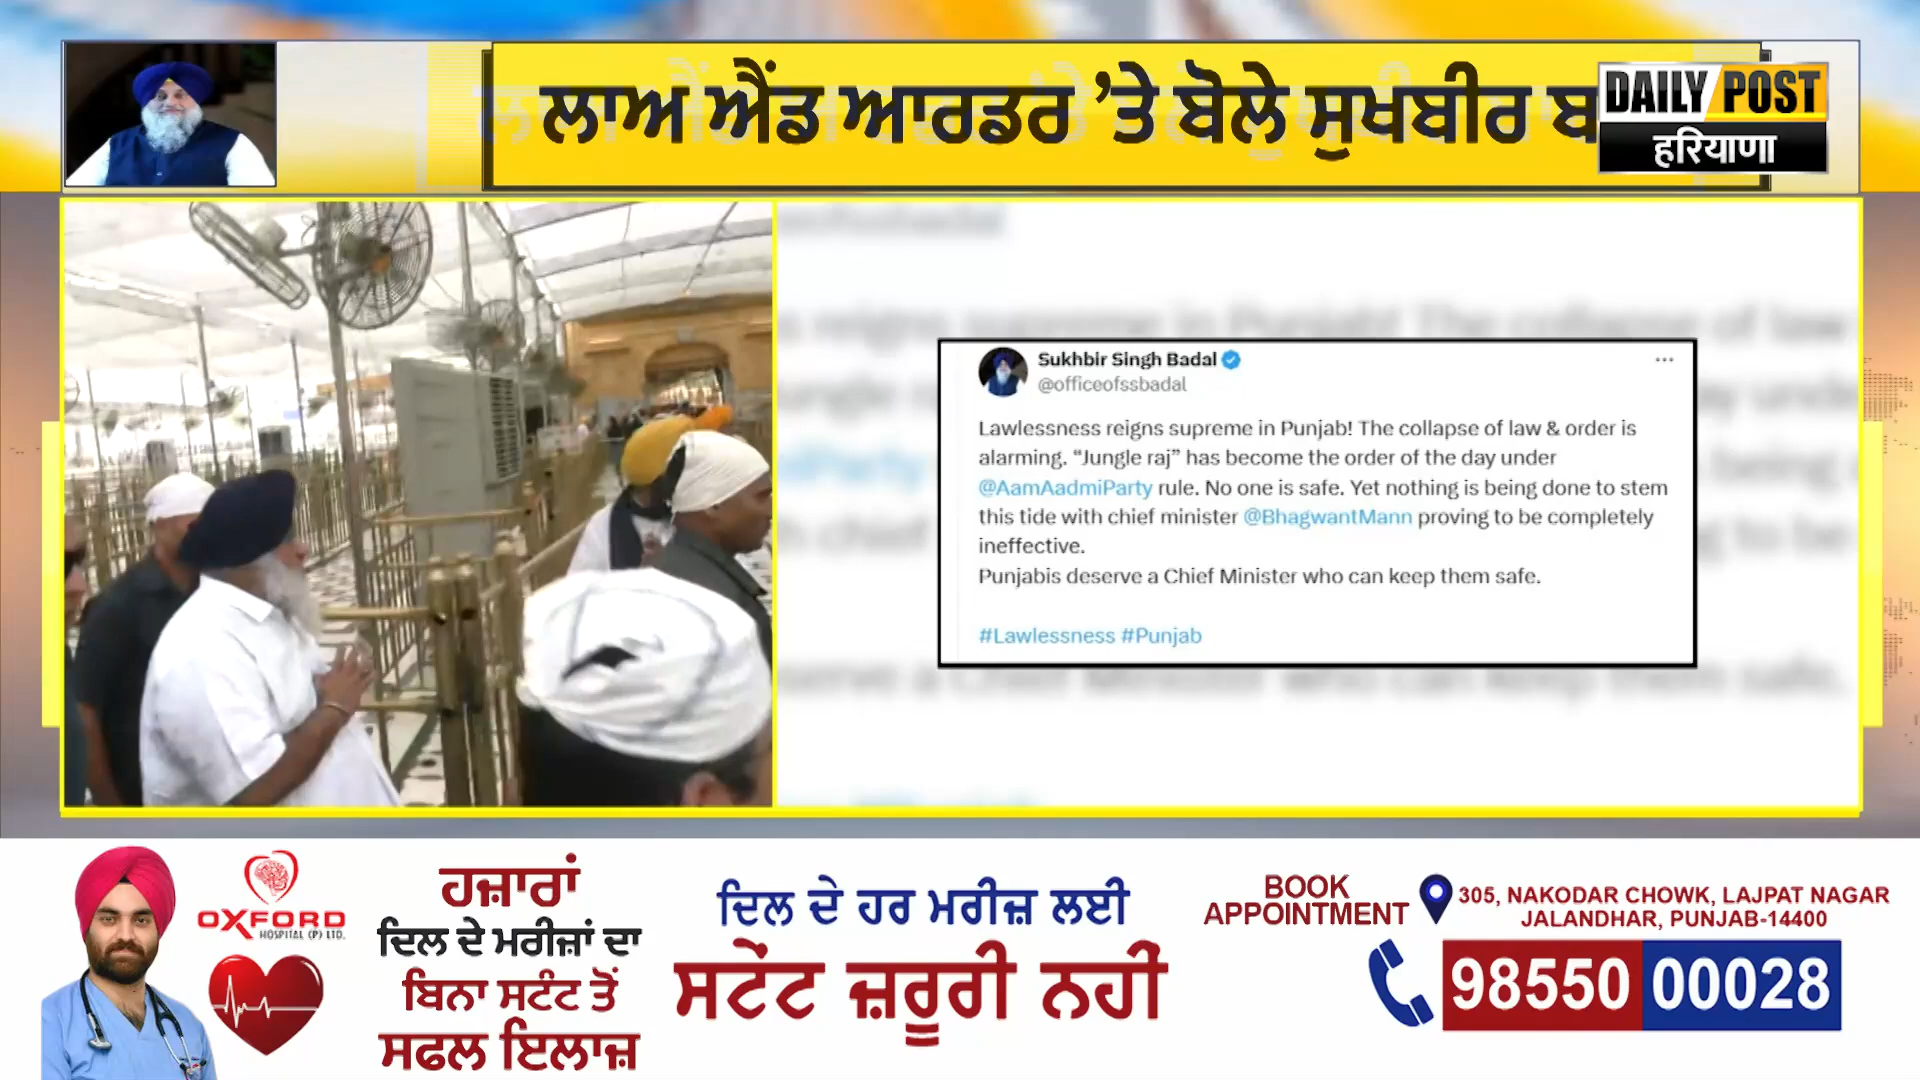 ਲਾਅ ਐਂਡ ਆਰਡਰ ’ਤੇ ਬੋਲੇ ਸੁਖਬੀਰ ਬ
DAILY POST
हरियाणा
Sukhbir Singh Badal
@officeofssbadal
Lawlessness reigns supreme in Punjab! The collapse of law & order is
alarming. “Jungle raj” has become the order of the day under
@AamAadmiParty rule. No one is safe. Yet nothing is being done to stem
this tide with chief minister @BhagwantMann proving to be completely
ineffective.
Punjabis deserve a Chief Minister who can keep them safe.
#Lawlessness #Punjab
OXFORD
HOSPITAL (P) LTD.
ਹਜ਼ਾਰਾਂ
ਦਿਲ ਦੇ ਮਰੀਜ਼ਾਂ ਦਾ
ਬਿਨਾ ਸਟੰਟ ਤੋਂ
ਸਫਲ ਇਲਾਜ਼
ਦਿਲ ਦੇ ਹਰ ਮਰੀਜ਼ ਲਈ
ਸਟੇਂਟ ਜ਼ਰੂਰੀ ਨਹੀਂ
BOOK
APPOINTMENT
305, NAKODAR CHOWK, LAJPAT NAGAR
JALANDHAR, PUNJAB-14400
98550 00028